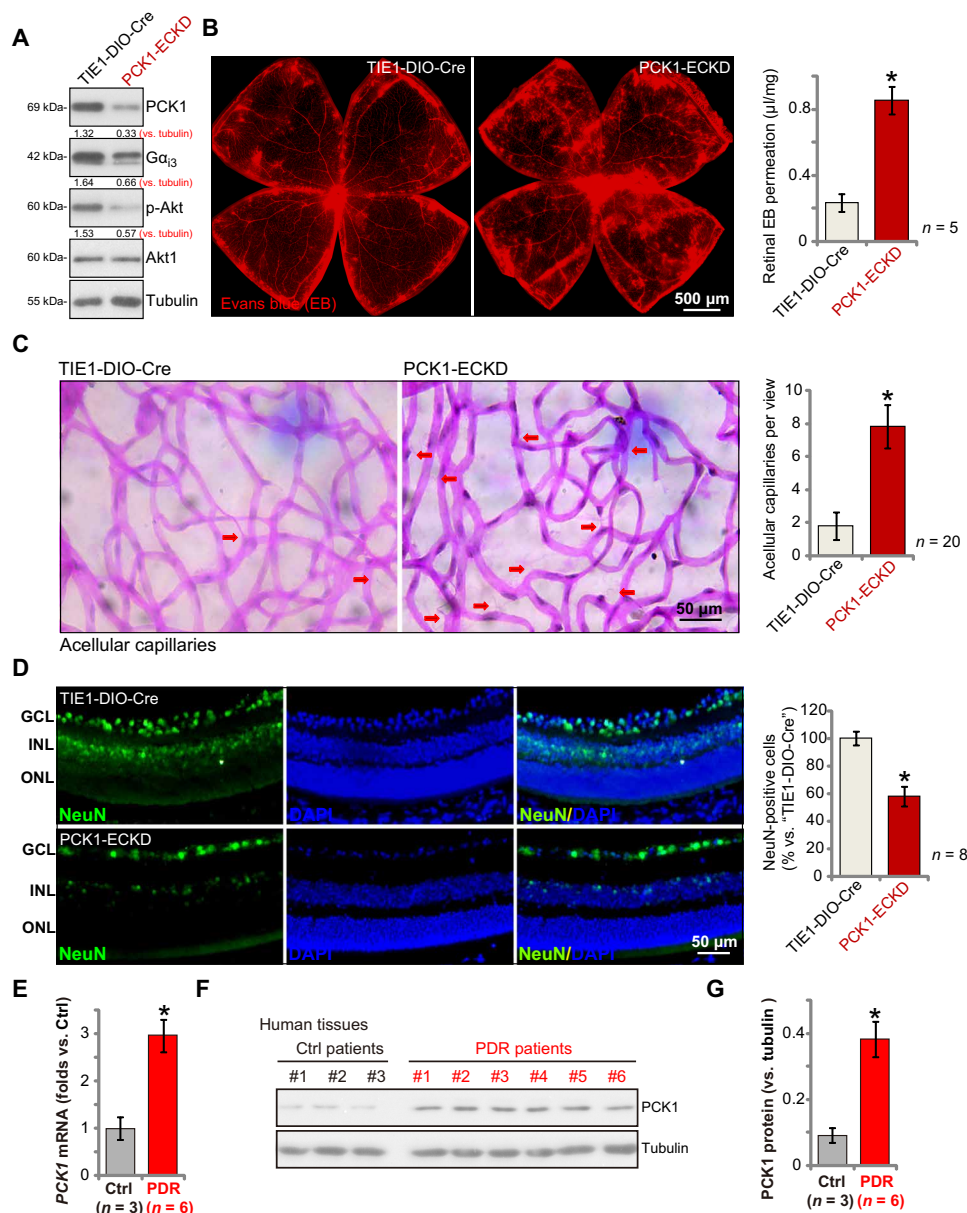 A
TIE1-DIO-Cre
PCK1-ECKD
69 kDa-
PCK1
1.32 0.33 (vs. tubulin)
42 kDa-
Gαi3
1.64 0.66 (vs. tubulin)
60 kDa-
p-Akt
1.53 0.57 (vs. tubulin)
60 kDa-
Akt1
55 kDa-
Tubulin
B
TIE1-DIO-Cre
PCK1-ECKD
Evans blue (EB)
500 µm
Retinal EB permeation (µl/mg)
0.8
0.4
0
*
n = 5
TIE1-DIO-Cre
PCK1-ECKD
C
TIE1-DIO-Cre
PCK1-ECKD
50 µm
Acellular capillaries
Acellular capillaries per view
10
8
6
4
2
0
*
n = 20
TIE1-DIO-Cre
PCK1-ECKD
D
TIE1-DIO-Cre
GCL
INL
ONL
NeuN
DAPI
NeuN/DAPI
PCK1-ECKD
GCL
INL
ONL
NeuN
DAPI
NeuN/DAPI
50 µm
NeuN-positive cells
(% vs. “TIE1-DIO-Cre”)
120
100
80
60
40
20
0
*
n = 8
TIE1-DIO-Cre
PCK1-ECKD
E
PCK1 mRNA (folds vs. Ctrl)
3
2
1
0
*
Ctrl
(n = 3)
PDR
(n = 6)
F
Human tissues
Ctrl patients
PDR patients
#1 #2 #3 #1 #2 #3 #4 #5 #6
PCK1
Tubulin
G
PCK1 protein (vs. tubulin )
0.4
0.2
0
*
Ctrl
(n = 3)
PDR
(n = 6)